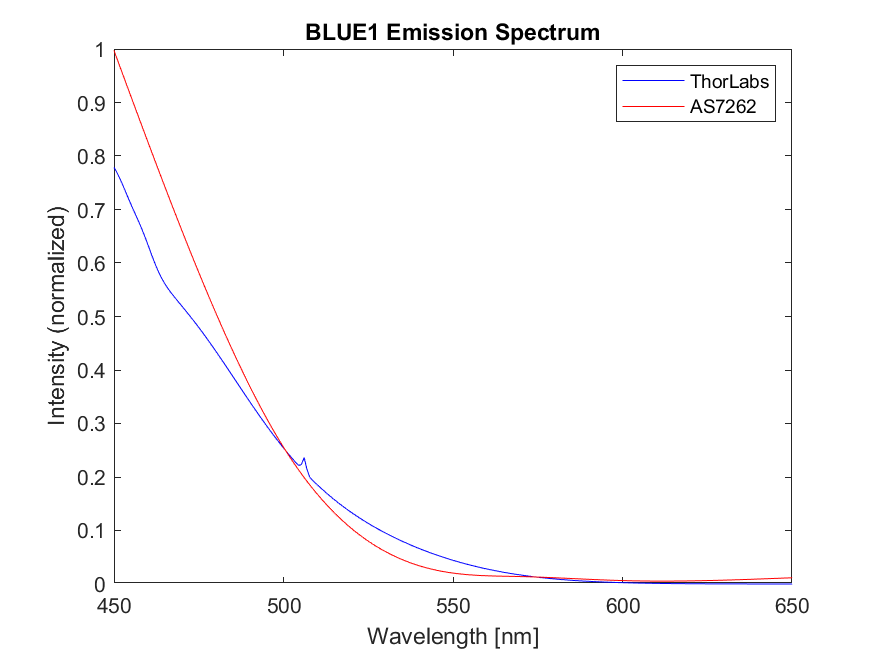 BLUE1 Emission Spectrum
ThorLabs
AS7262
1
0.9
0.8
0.7
0.6
0.5
0.4
0.3
0.2
0.1
0
Intensity (normalized)
450 500 550 600 650
Wavelength [nm]